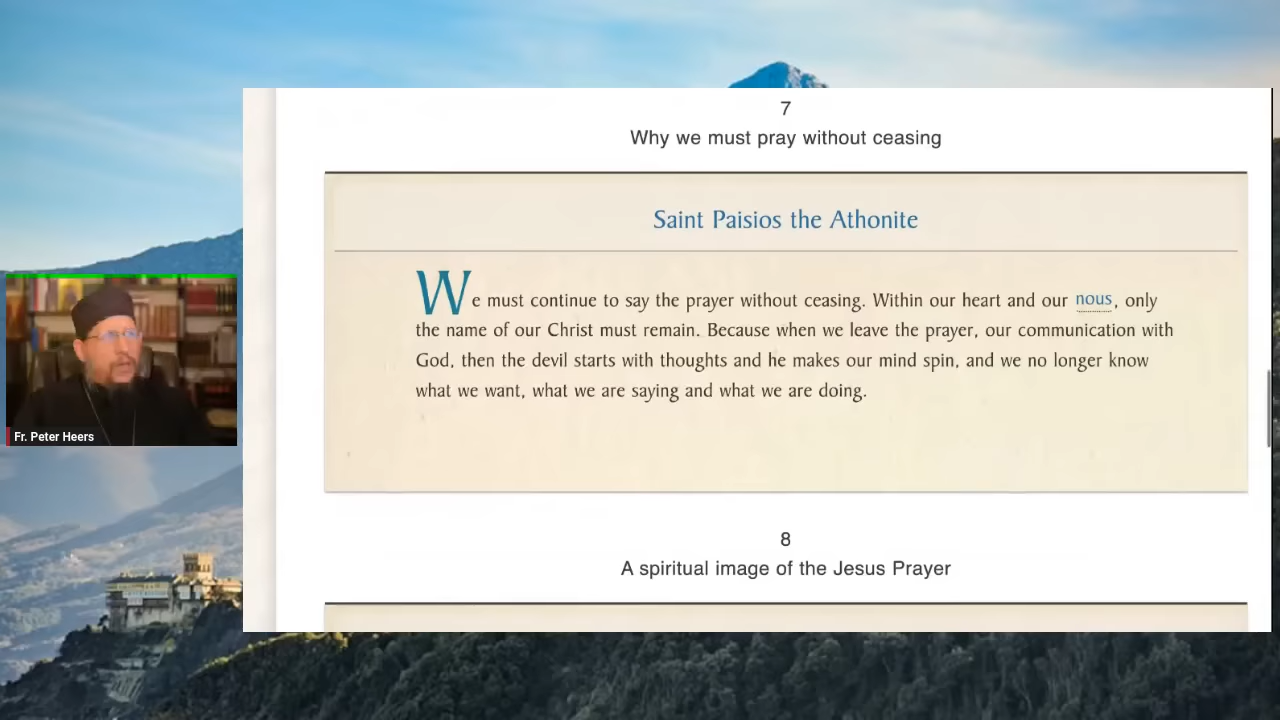 7
Why we must pray without ceasing
Saint Paisios the Athonite
We must continue to say the prayer without ceasing. Within our heart and our nous, only
the name of our Christ must remain. Because when we leave the prayer, our communication with
God, then the devil starts with thoughts and he makes our mind spin, and we no longer know
what we want, what we are saying and what we are doing.
Fr. Peter Heers
8
A spiritual image of the Jesus Prayer